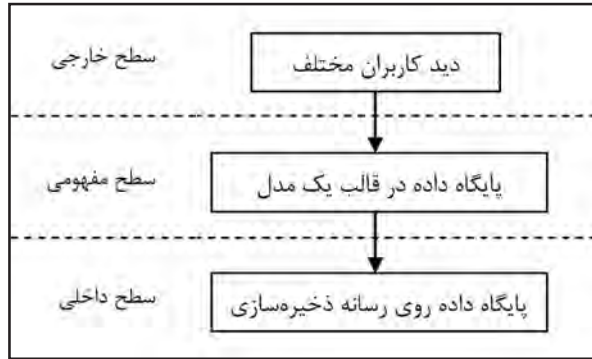 سطح خارجی
دید کاربران مختلف
سطح مفهومی
پایگاه داده در قالب یک مدل
سطح داخلی
پایگاه داده روی رسانه ذخیره‌سازی